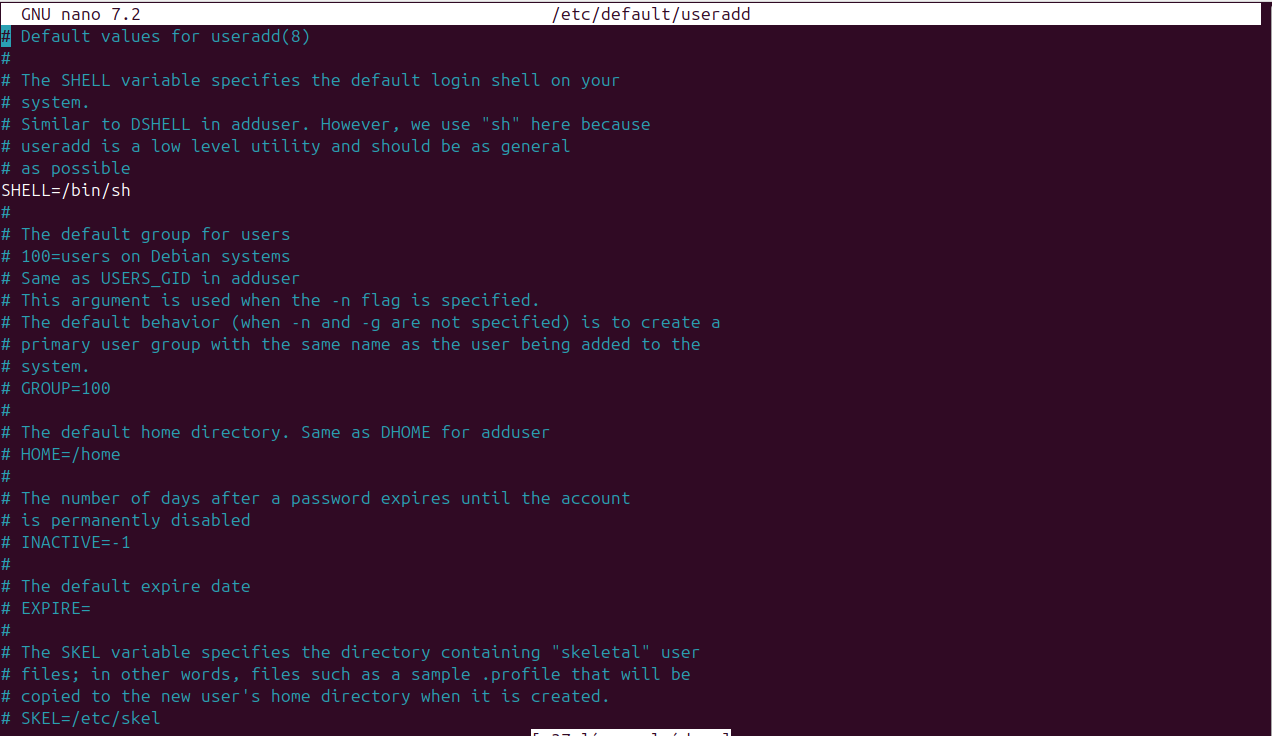 GNU nano 7.2 /etc/default/useradd
# Default values for useradd(8)
#
# The SHELL variable specifies the default login shell on your
# system.
# Similar to DSHELL in adduser. However, we use "sh" here because
# useradd is a low level utility and should be as general
# as possible
SHELL=/bin/sh
#
# The default group for users
# 100=users on Debian systems
# Same as USERS_GID in adduser
# This argument is used when the -n flag is specified.
# The default behavior (when -n and -g are not specified) is to create a
# primary user group with the same name as the user being added to the
# system.
# GROUP=100
#
# The default home directory. Same as DHOME for adduser
# HOME=/home
#
# The number of days after a password expires until the account
# is permanently disabled
# INACTIVE=-1
#
# The default expire date
# EXPIRE=
#
# The SKEL variable specifies the directory containing "skeletal" user
# files; in other words, files such as a sample .profile that will be
# copied to the new user's home directory when it is created.
# SKEL=/etc/skel